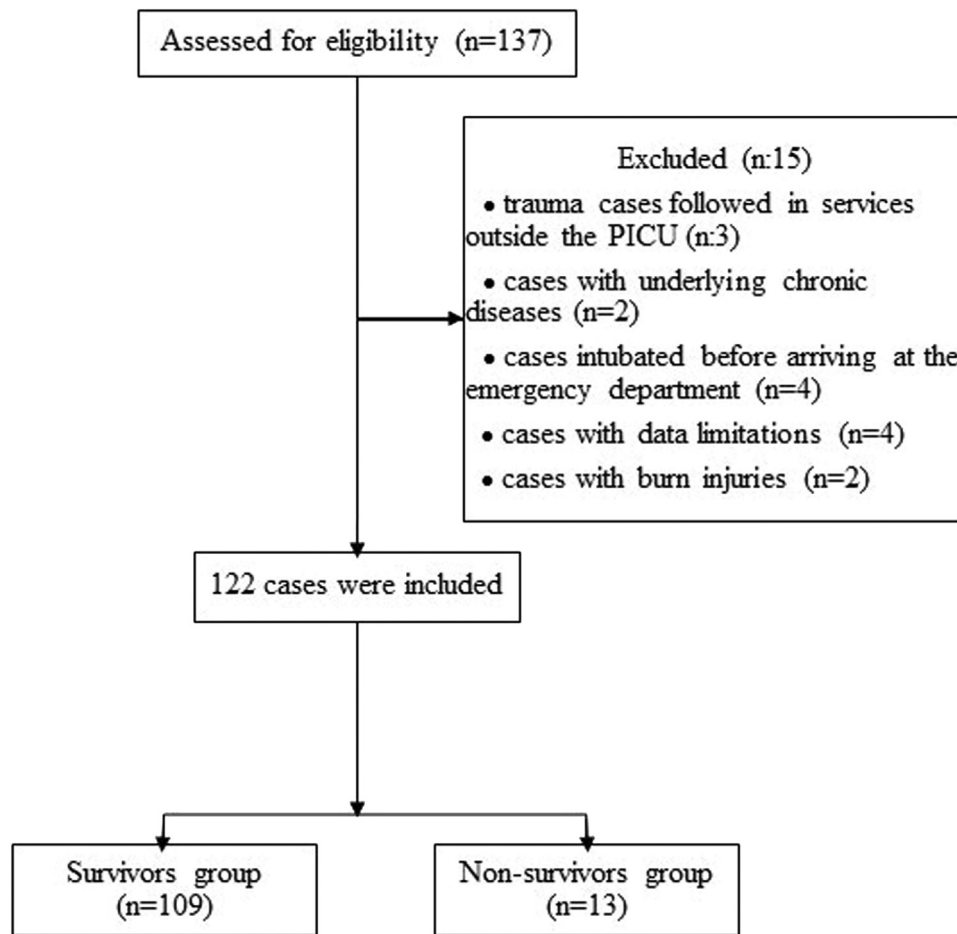 Assessed for eligibility (n=137)
Excluded (n:15)
• trauma cases followed in services
outside the PICU (n:3)
• cases with underlying chronic
diseases (n=2)
• cases intubated before arriving at the
emergency department (n=4)
• cases with data limitations (n=4)
• cases with burn injuries (n=2)
122 cases were included
Survivors group
(n=109)
Non-survivors group
(n=13)